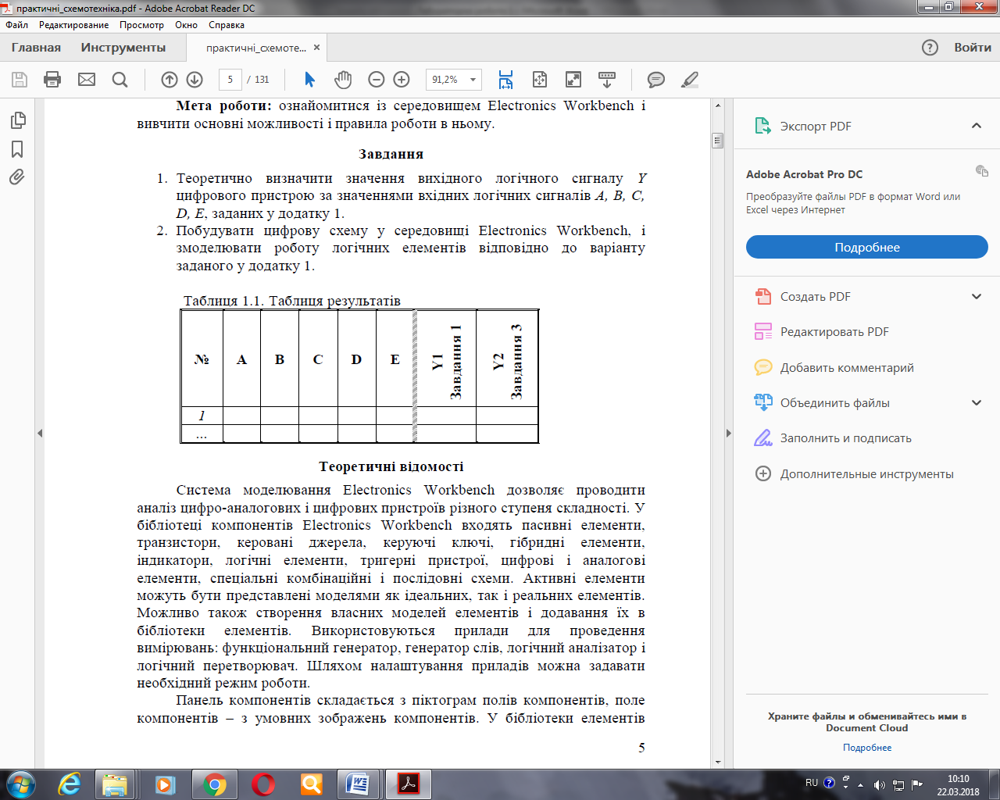 практичні_схемотехніка.pdf - Adobe Acrobat Reader DC
Файл Редактирование Просмотр Окно Справка
Главная Инструменты практичні_схемоте... × ? Войти
5 / 131 91,2%
Мета роботи: ознайомитися із середовищем Electronics Workbench і
вивчити основні можливості і правила роботи в ньому.
Завдання
1. Теоретично визначити значення вихідного логічного сигналу Y
цифрового пристрою за значеннями вхідних логічних сигналів A, B, C,
D, E, заданих у додатку 1.
2. Побудувати цифрову схему у середовищі Electronics Workbench, і
змоделювати роботу логічних елементів відповідно до варіанту
заданого у додатку 1.
Таблиця 1.1. Таблиця результатів
№ A B C D E Y1 Завдання 1 Y2 Завдання 3
1
...
Теоретичні відомості
Система моделювання Electronics Workbench дозволяє проводити
аналіз цифро-аналогових і цифрових пристроїв різного ступеня складності. У
бібліотеці компонентів Electronics Workbench входять пасивні елементи,
транзистори, керовані джерела, керуючі ключі, гібридні елементи,
індикатори, логічні елементи, тригерні пристрої, цифрові і аналогові
елементи, спеціальні комбінаційні і послідовні схеми. Активні елементи
можуть бути представлені моделями як ідеальних, так і реальних елементів.
Можливо також створення власних моделей елементів і додавання їх в
бібліотеки елементів. Використовуються прилади для проведення
вимірювань: функціональний генератор, генератор слів, логічний аналізатор і
логічний перетворювач. Шляхом налаштування приладів можна задавати
необхідний режим роботи.
Панель компонентів складається з піктограм полів компонентів, поле
компонентів – з умовних зображень компонентів. У бібліотеки елементів
5
Экспорт PDF
Adobe Acrobat Pro DC
Преобразуйте файлы PDF в формат Word или
Excel через Интернет
Подробнее
Создать PDF
Редактировать PDF
Добавить комментарий
Объединить файлы
Заполнить и подписать
Дополнительные инструменты
Храните файлы и обменивайтесь ими в
Document Cloud
Подробнее
RU
10:10
22.03.2018